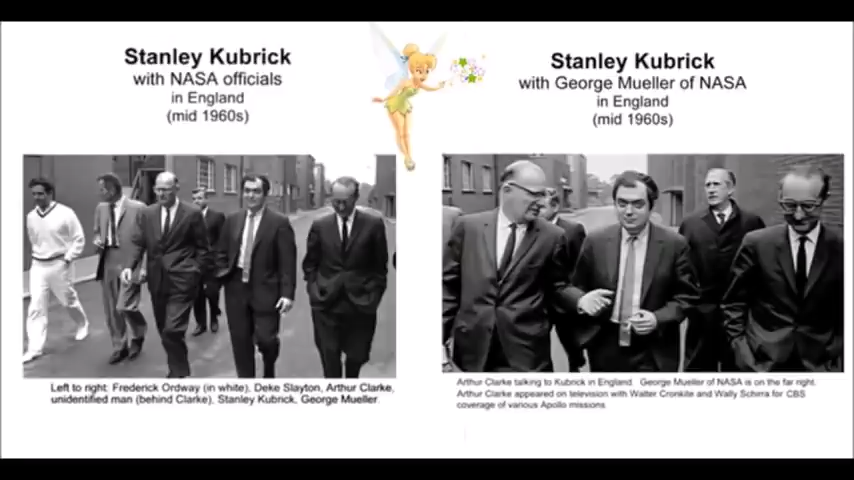 Stanley Kubrick
with NASA officials
in England
(mid 1960s)
Left to right: Frederick Ordway (in white), Deke Slayton, Arthur Clarke,
unidentified man (behind Clarke), Stanley Kubrick, George Mueller.
Stanley Kubrick
with George Mueller of NASA
in England
(mid 1960s)
Arthur Clarke talking to Kubrick in England. George Mueller of NASA is on the far right.
Arthur Clarke appeared on television with Walter Cronkite and Wally Schirra for CBS
coverage of various Apollo missions.